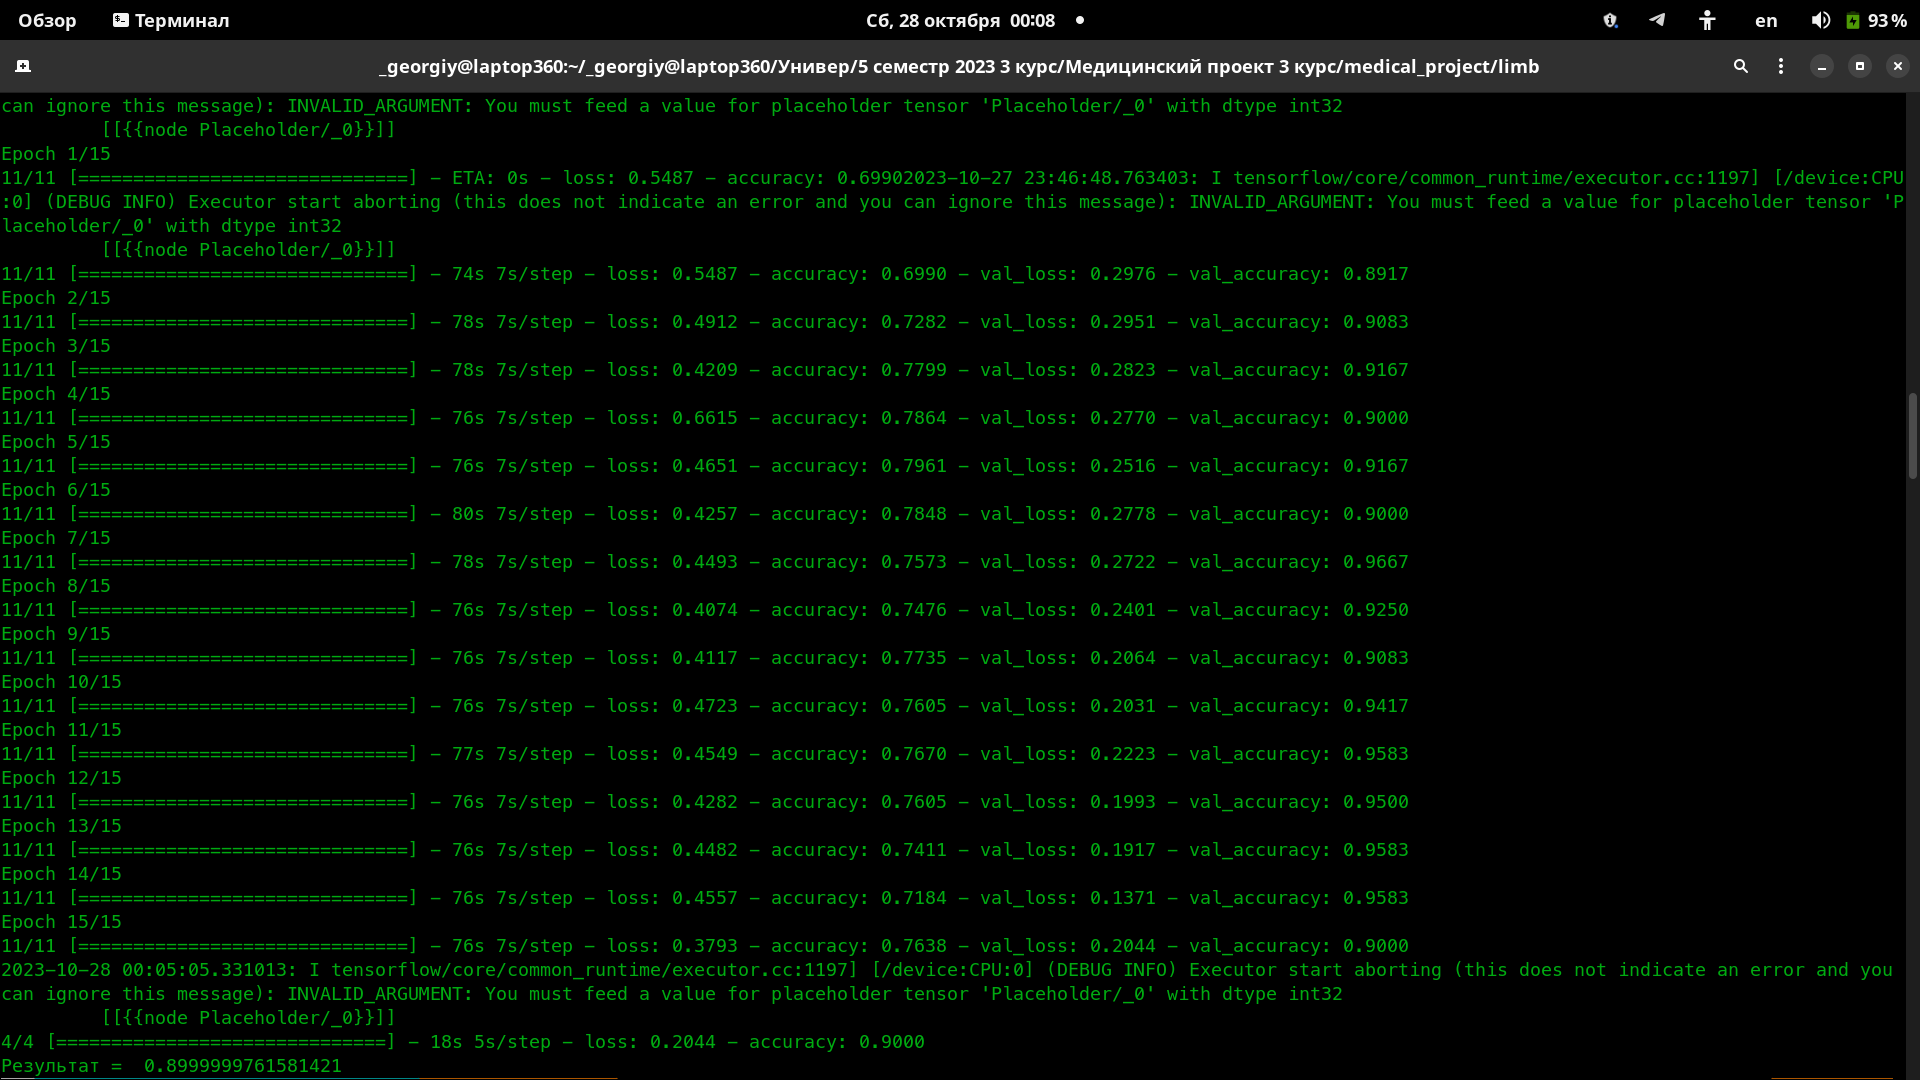 Обзор Терминал Сб, 28 октября 00:08 en 93 %
_georgiy@laptop360:~/_georgiy@laptop360/Универ/5 семестр 2023 3 курс/Медицинский проект 3 курс/medical_project/limb
can ignore this message): INVALID_ARGUMENT: You must feed a value for placeholder tensor 'Placeholder/_0' with dtype int32
[[{{node Placeholder/_0}}]]
Epoch 1/15
11/11 [==============================] - ETA: 0s - loss: 0.5487 - accuracy: 0.69902023-10-27 23:46:48.763403: I tensorflow/core/common_runtime/executor.cc:1197] [/device:CPU
:0] (DEBUG INFO) Executor start aborting (this does not indicate an error and you can ignore this message): INVALID_ARGUMENT: You must feed a value for placeholder tensor 'P
laceholder/_0' with dtype int32
[[{{node Placeholder/_0}}]]
11/11 [==============================] - 74s 7s/step - loss: 0.5487 - accuracy: 0.6990 - val_loss: 0.2976 - val_accuracy: 0.8917
Epoch 2/15
11/11 [==============================] - 78s 7s/step - loss: 0.4912 - accuracy: 0.7282 - val_loss: 0.2951 - val_accuracy: 0.9083
Epoch 3/15
11/11 [==============================] - 78s 7s/step - loss: 0.4209 - accuracy: 0.7799 - val_loss: 0.2823 - val_accuracy: 0.9167
Epoch 4/15
11/11 [==============================] - 76s 7s/step - loss: 0.6615 - accuracy: 0.7864 - val_loss: 0.2770 - val_accuracy: 0.9000
Epoch 5/15
11/11 [==============================] - 76s 7s/step - loss: 0.4651 - accuracy: 0.7961 - val_loss: 0.2516 - val_accuracy: 0.9167
Epoch 6/15
11/11 [==============================] - 80s 7s/step - loss: 0.4257 - accuracy: 0.7848 - val_loss: 0.2778 - val_accuracy: 0.9000
Epoch 7/15
11/11 [==============================] - 78s 7s/step - loss: 0.4493 - accuracy: 0.7573 - val_loss: 0.2722 - val_accuracy: 0.9667
Epoch 8/15
11/11 [==============================] - 76s 7s/step - loss: 0.4074 - accuracy: 0.7476 - val_loss: 0.2401 - val_accuracy: 0.9250
Epoch 9/15
11/11 [==============================] - 76s 7s/step - loss: 0.4117 - accuracy: 0.7735 - val_loss: 0.2064 - val_accuracy: 0.9083
Epoch 10/15
11/11 [==============================] - 76s 7s/step - loss: 0.4723 - accuracy: 0.7605 - val_loss: 0.2031 - val_accuracy: 0.9417
Epoch 11/15
11/11 [==============================] - 77s 7s/step - loss: 0.4549 - accuracy: 0.7670 - val_loss: 0.2223 - val_accuracy: 0.9583
Epoch 12/15
11/11 [==============================] - 76s 7s/step - loss: 0.4282 - accuracy: 0.7605 - val_loss: 0.1993 - val_accuracy: 0.9500
Epoch 13/15
11/11 [==============================] - 76s 7s/step - loss: 0.4482 - accuracy: 0.7411 - val_loss: 0.1917 - val_accuracy: 0.9583
Epoch 14/15
11/11 [==============================] - 76s 7s/step - loss: 0.4557 - accuracy: 0.7184 - val_loss: 0.1371 - val_accuracy: 0.9583
Epoch 15/15
11/11 [==============================] - 76s 7s/step - loss: 0.3793 - accuracy: 0.7638 - val_loss: 0.2044 - val_accuracy: 0.9000
2023-10-28 00:05:05.331013: I tensorflow/core/common_runtime/executor.cc:1197] [/device:CPU:0] (DEBUG INFO) Executor start aborting (this does not indicate an error and you
can ignore this message): INVALID_ARGUMENT: You must feed a value for placeholder tensor 'Placeholder/_0' with dtype int32
[[{{node Placeholder/_0}}]]
4/4 [==============================] - 18s 5s/step - loss: 0.2044 - accuracy: 0.9000
Результат =  0.8999999761581421